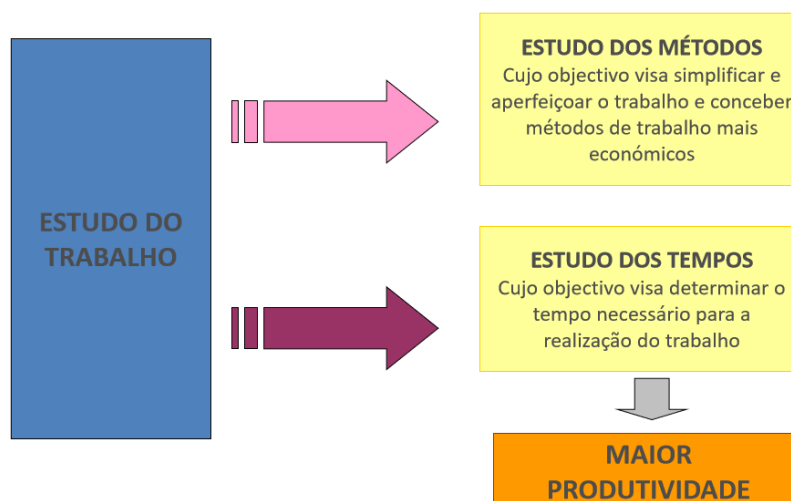 ESTUDO DO
TRABALHO
ESTUDO DOS MÉTODOS
Cujo objectivo visa simplificar e
aperfeiçoar o trabalho e conceber
métodos de trabalho mais
económicos
ESTUDO DOS TEMPOS
Cujo objectivo visa determinar o
tempo necessário para a
realização do trabalho
MAIOR
PRODUTIVIDADE